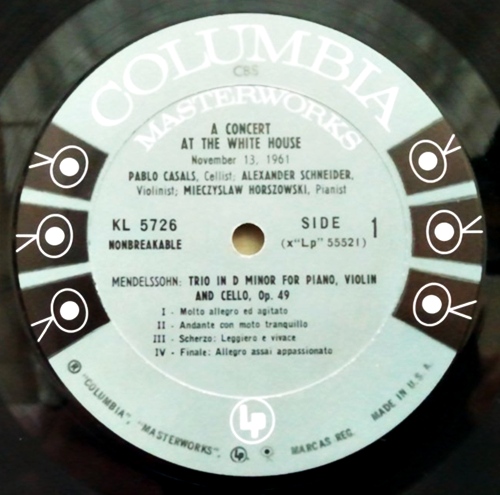 COLUMBIA
CBS
MASTERWORKS
A CONCERT
AT THE WHITE HOUSE
November 13, 1961
PABLO CASALS, Cellist; ALEXANDER SCHNEIDER,
Violinist; MIECZYSLAW HORSZOWSKI, Pianist
KL 5726 SIDE 1
NONBREAKABLE (x"Lp" 55521)
MENDELSSOHN: TRIO IN D MINOR FOR PIANO, VIOLIN
AND CELLO, Op. 49
I - Molto allegro ed agitato
II - Andante con moto tranquillo
III - Scherzo: Leggiero e vivace
IV - Finale: Allegro assai appassionato
LP
® "COLUMBIA", "MASTERWORKS", MARCAS REG. MADE IN U.S.A.